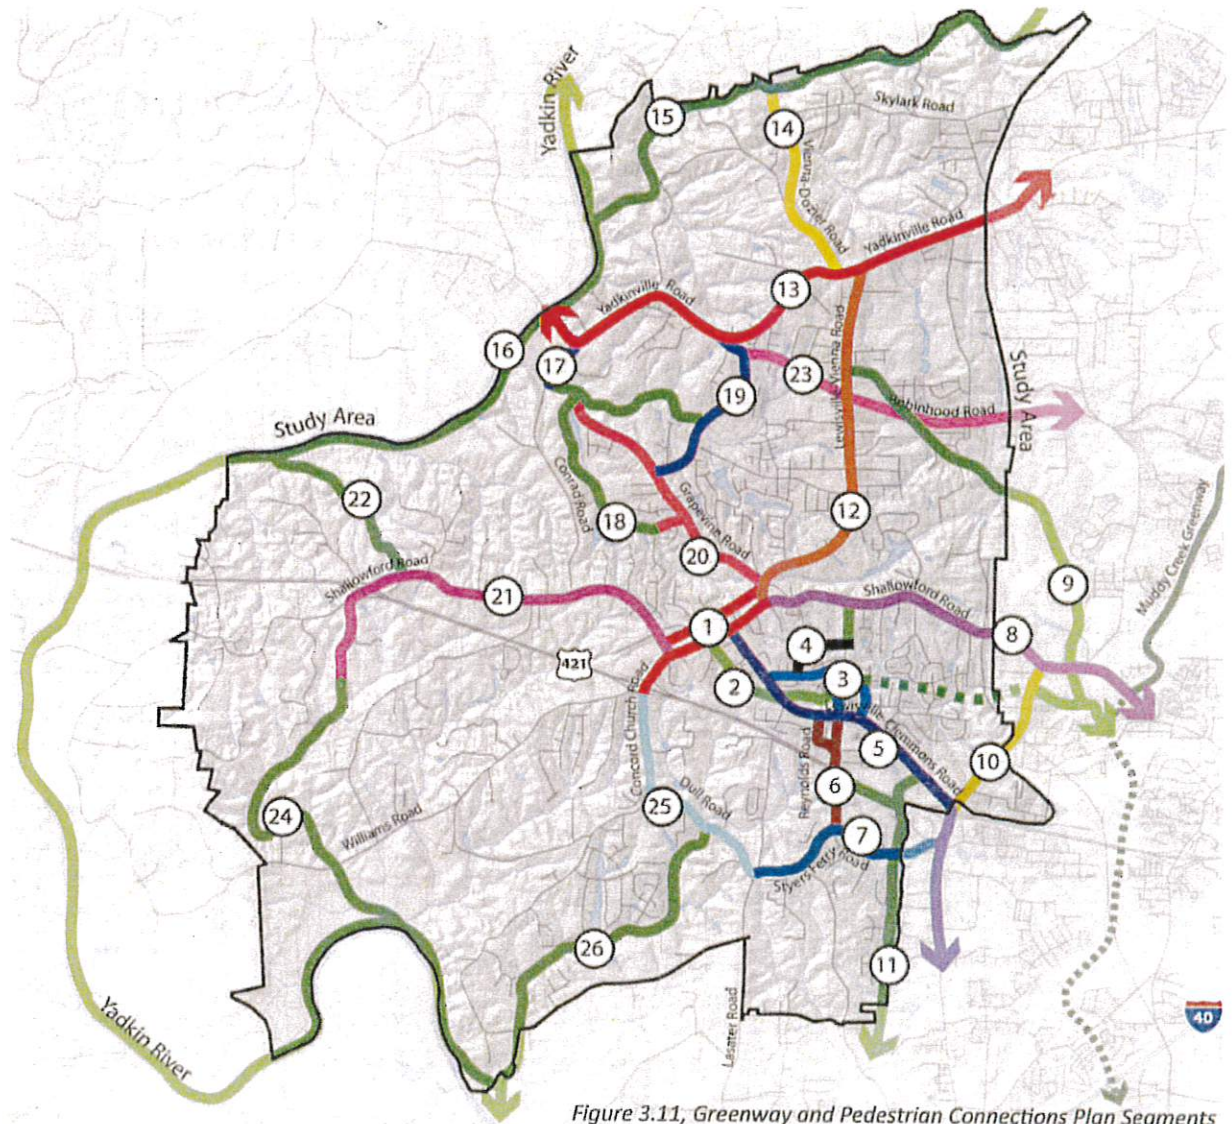 Yadkin River
15
Skylark Road
14
Vienna-Dozier Road
Yadkinville Road
13
Yadkinville Road
16
17
Study Area
23
19
Lewisville-Vienna Road
Robinhood Road
Study Area
22
Conrad Road
18
Grapevine Road
12
20
Muddy Creek Greenway
9
Shallowford Road
21
Shallowford Road
1
8
4
421
2
3
Lewisville Clemmons Road
5
10
Concord Church Road
Reynolds Road
6
25
Dull Road
24
Williams Road
7
Styers Ferry Road
26
11
Lasater Road
Yadkin River
40
Figure 3.11, Greenway and Pedestrian Connections Plan Segments